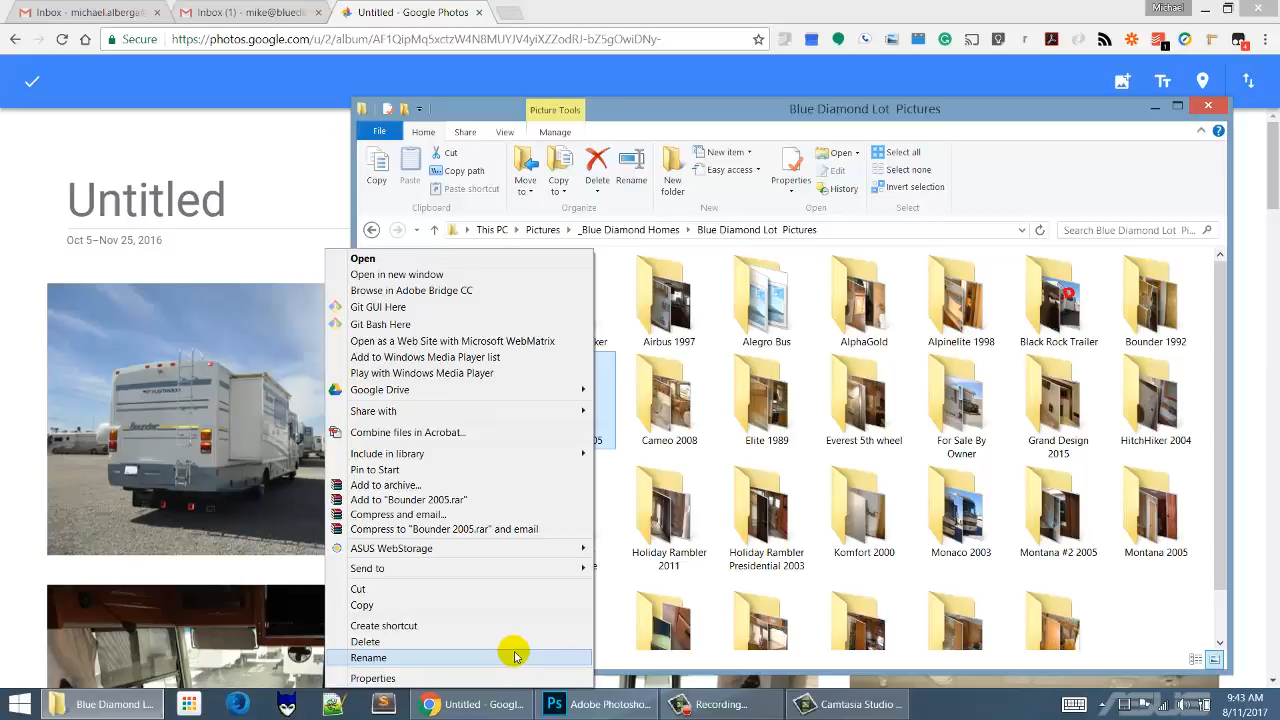 Inbox - michael.albergate
Inbox (1) - mike@bluedi
Untitled - Google Photos
Michael
Secure
https://photos.google.com/u/2/album/AF1QipMq5xctzW4N8MUYJV4yiXZZodRJ-bZ5gOwiDNy-
Untitled
Oct 5–Nov 25, 2016
Picture Tools
Blue Diamond Lot Pictures
File
Home
Share
View
Manage
Copy
Paste
Cut
Copy path
Paste shortcut
Clipboard
Move to
Copy to
Delete
Rename
Organize
New folder
New item
Easy access
New
Properties
Open
Edit
History
Open
Select all
Select none
Invert selection
Select
This PC
Pictures
_Blue Diamond Homes
Blue Diamond Lot Pictures
Search Blue Diamond Lot Pi...
Open
Open in new window
Browse in Adobe Bridge CC
Git GUI Here
Git Bash Here
Open as a Web Site with Microsoft WebMatrix
Add to Windows Media Player list
Play with Windows Media Player
Google Drive
Share with
Combine files in Acrobat...
Include in library
Pin to Start
Add to archive...
Add to "Bounder 2005.rar"
Compress and email...
Compress to "Bounder 2005.rar" and email
ASUS WebStorage
Send to
Cut
Copy
Create shortcut
Delete
Rename
Properties
Airbus 1997
Alegro Bus
AlphaGold
Alpinelite 1998
Black Rock Trailer
Bounder 1992
Cameo 2008
Elite 1989
Everest 5th wheel
For Sale By Owner
Grand Design 2015
HitchHiker 2004
Holiday Rambler 2011
Holiday Rambler Presidential 2003
Komfort 2000
Monaco 2003
Montana #2 2005
Montana 2005
Bounder
Blue Diamond L...
Untitled - Googl...
Adobe Photosho...
Recording...
Camtasia Studio ...
ASUS
9:43 AM
8/11/2017